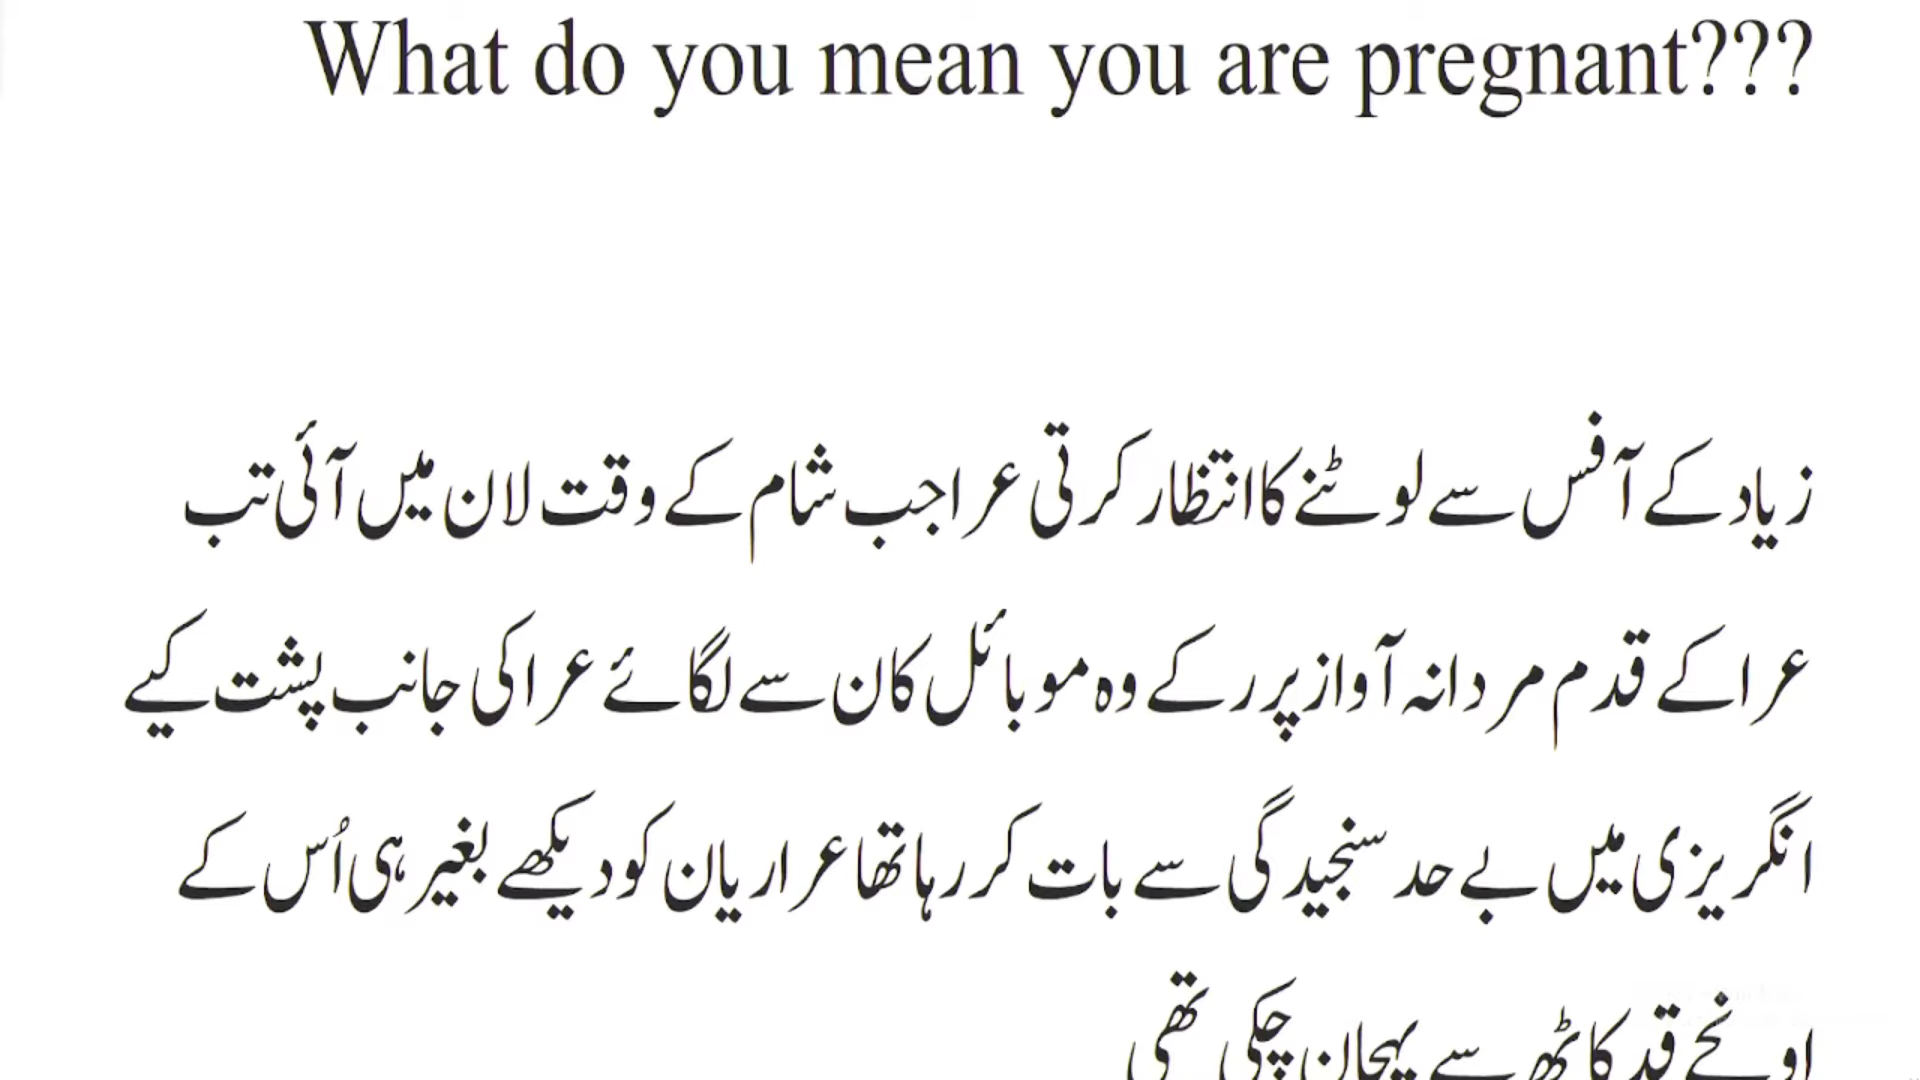 What do you mean you are pregnant???
زیاد کے آفس سے لوٹنے کا انتظار کرتی عرا جب شام کے وقت لان میں آئی تب
عرا کے قدم مردانہ آواز پر رکے وہ موبائل کان سے لگائے عرا کی جانب پشت کیے
انگریزی میں بے حد سنجیدگی سے بات کر رہا تھا عرا ریان کو دیکھے بغیر ہی اُس کے
اونچے قد کاٹھ سے پہچان چکی تھی